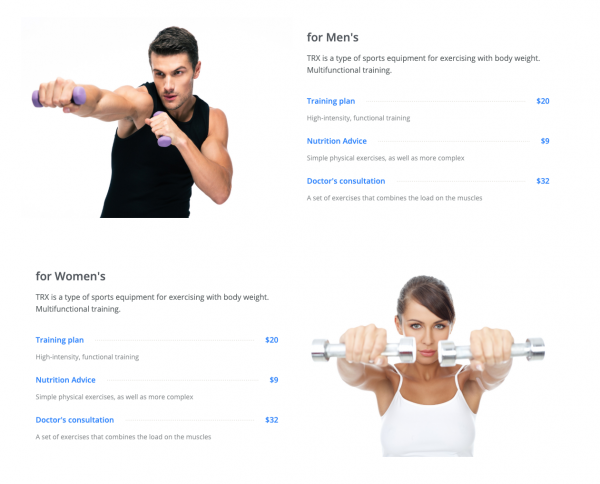 for Men's
TRX is a type of sports equipment for exercising with body weight.
Multifunctional training.
Training plan $20
High-intensity, functional training
Nutrition Advice $9
Simple physical exercises, as well as more complex
Doctor's consultation $32
A set of exercises that combines the load on the muscles
for Women's
TRX is a type of sports equipment for exercising with body weight.
Multifunctional training.
Training plan $20
High-intensity, functional training
Nutrition Advice $9
Simple physical exercises, as well as more complex
Doctor's consultation $32
A set of exercises that combines the load on the muscles